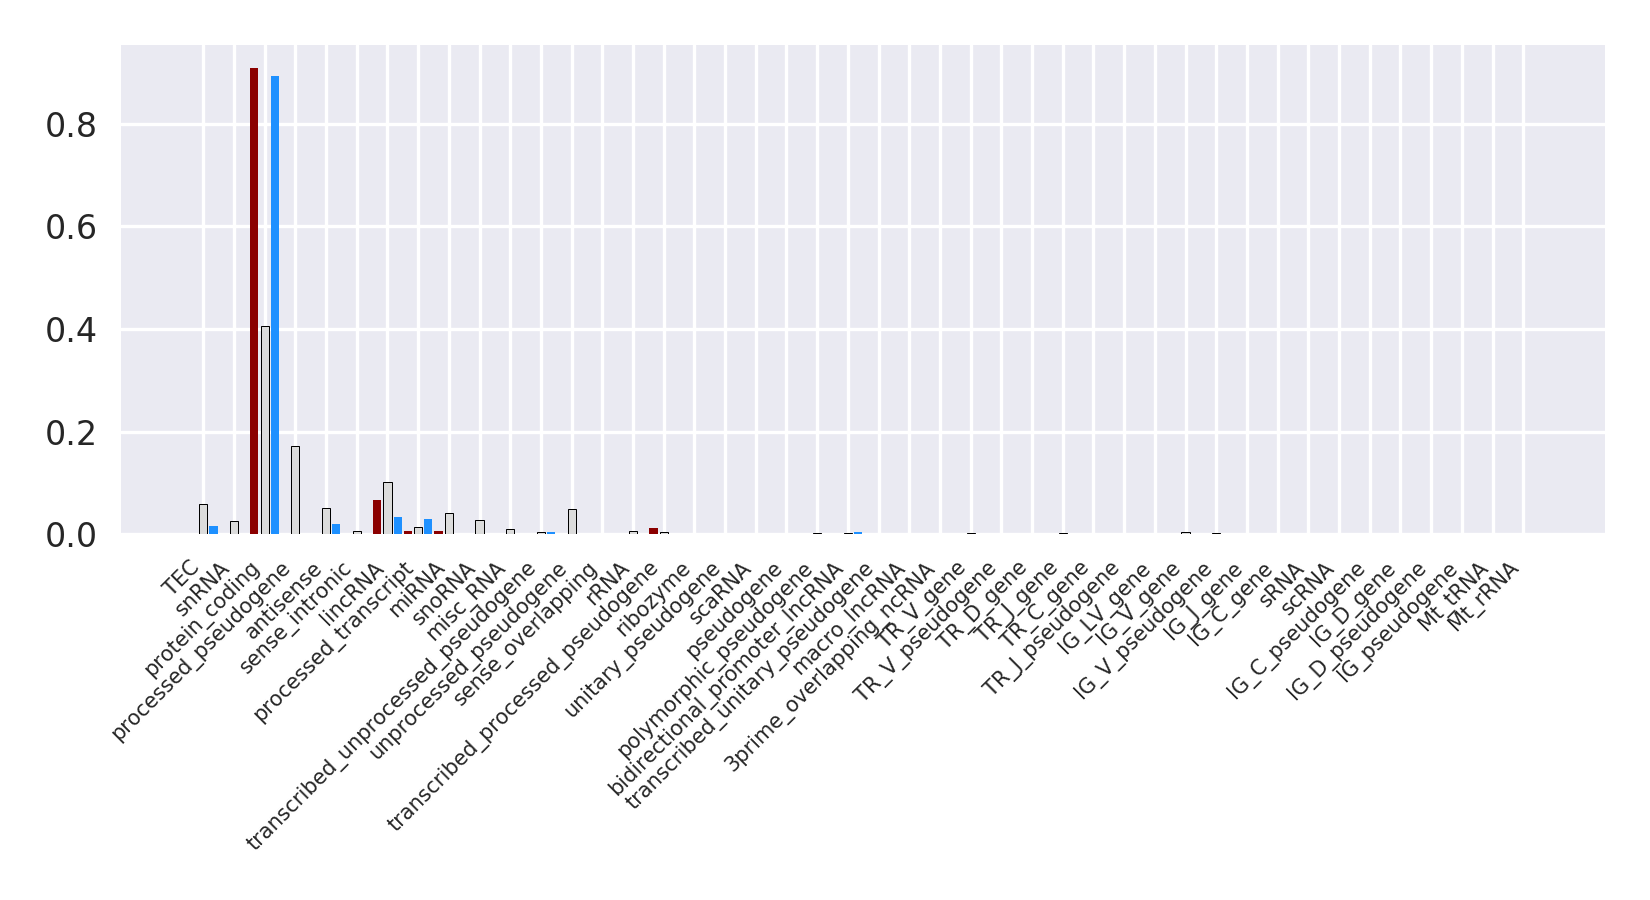 0.8
0.6
0.4
0.2
0.0
TEC
snRNA
protein_coding
processed_pseudogene
antisense
sense_intronic
lincRNA
processed_transcript
miRNA
snoRNA
misc_RNA
transcribed_unprocessed_pseudogene
unprocessed_pseudogene
sense_overlapping
rRNA
transcribed_processed_pseudogene
ribozyme
unitary_pseudogene
scaRNA
pseudogene
polymorphic_pseudogene
bidirectional_promoter_lncRNA
transcribed_unitary_pseudogene
macro_lncRNA
3prime_overlapping_ncRNA
TR_V_gene
TR_V_pseudogene
TR_D_gene
TR_J_gene
TR_C_gene
TR_J_pseudogene
IG_LV_gene
IG_V_gene
IG_V_pseudogene
IG_J_gene
IG_C_gene
sRNA
scRNA
IG_C_pseudogene
IG_D_gene
IG_D_pseudogene
IG_pseudogene
Mt_tRNA
Mt_rRNA